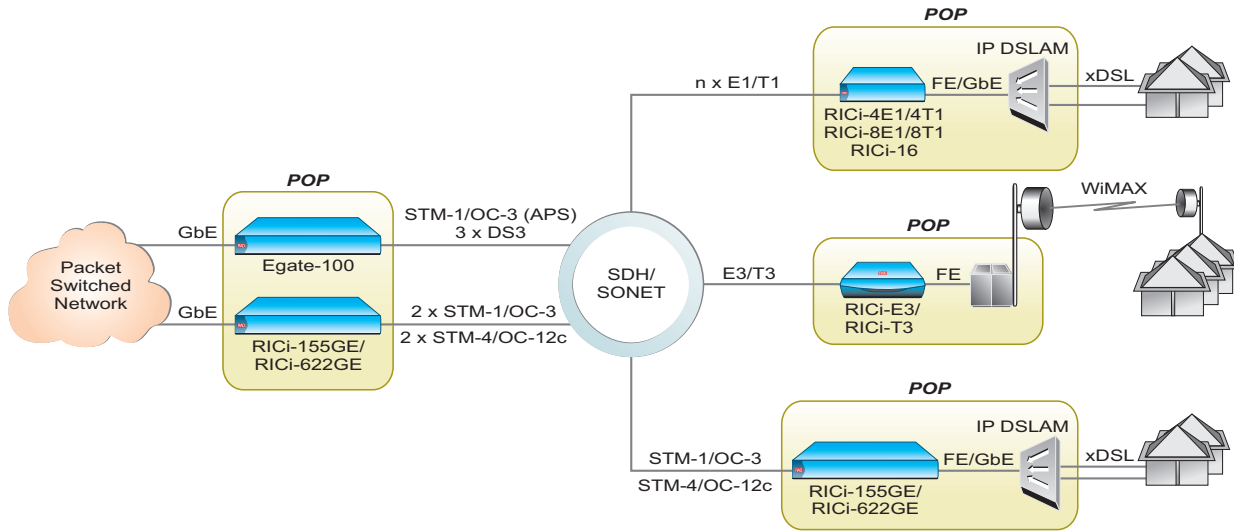 POP
IP DSLAM
n x E1/T1
FE/GbE
xDSL
RICi-4E1/4T1
RICi-8E1/8T1
RICi-16
POP
GbE
STM-1/OC-3 (APS)
3 x DS3
Egate-100
Packet
Switched
Network
GbE
2 x STM-1/OC-3
2 x STM-4/OC-12c
RICi-155GE/
RICi-622GE
SDH/
SONET
WiMAX
POP
E3/T3
FE
RICi-E3/
RICi-T3
POP
IP DSLAM
STM-1/OC-3
STM-4/OC-12c
FE/GbE
xDSL
RICi-155GE/
RICi-622GE